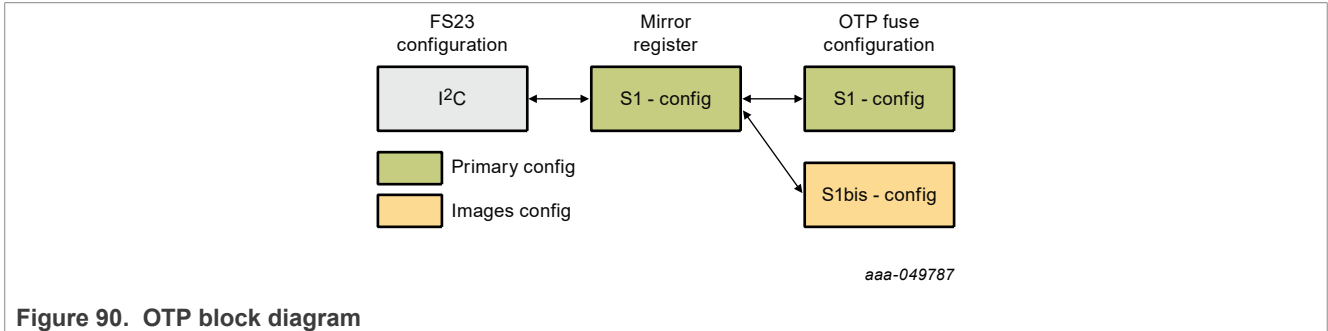 FS23
configuration
Mirror
register
OTP fuse
configuration
I2C
S1 - config
S1 - config
Primary config
S1bis - config
Images config
aaa-049787
Figure 90. OTP block diagram